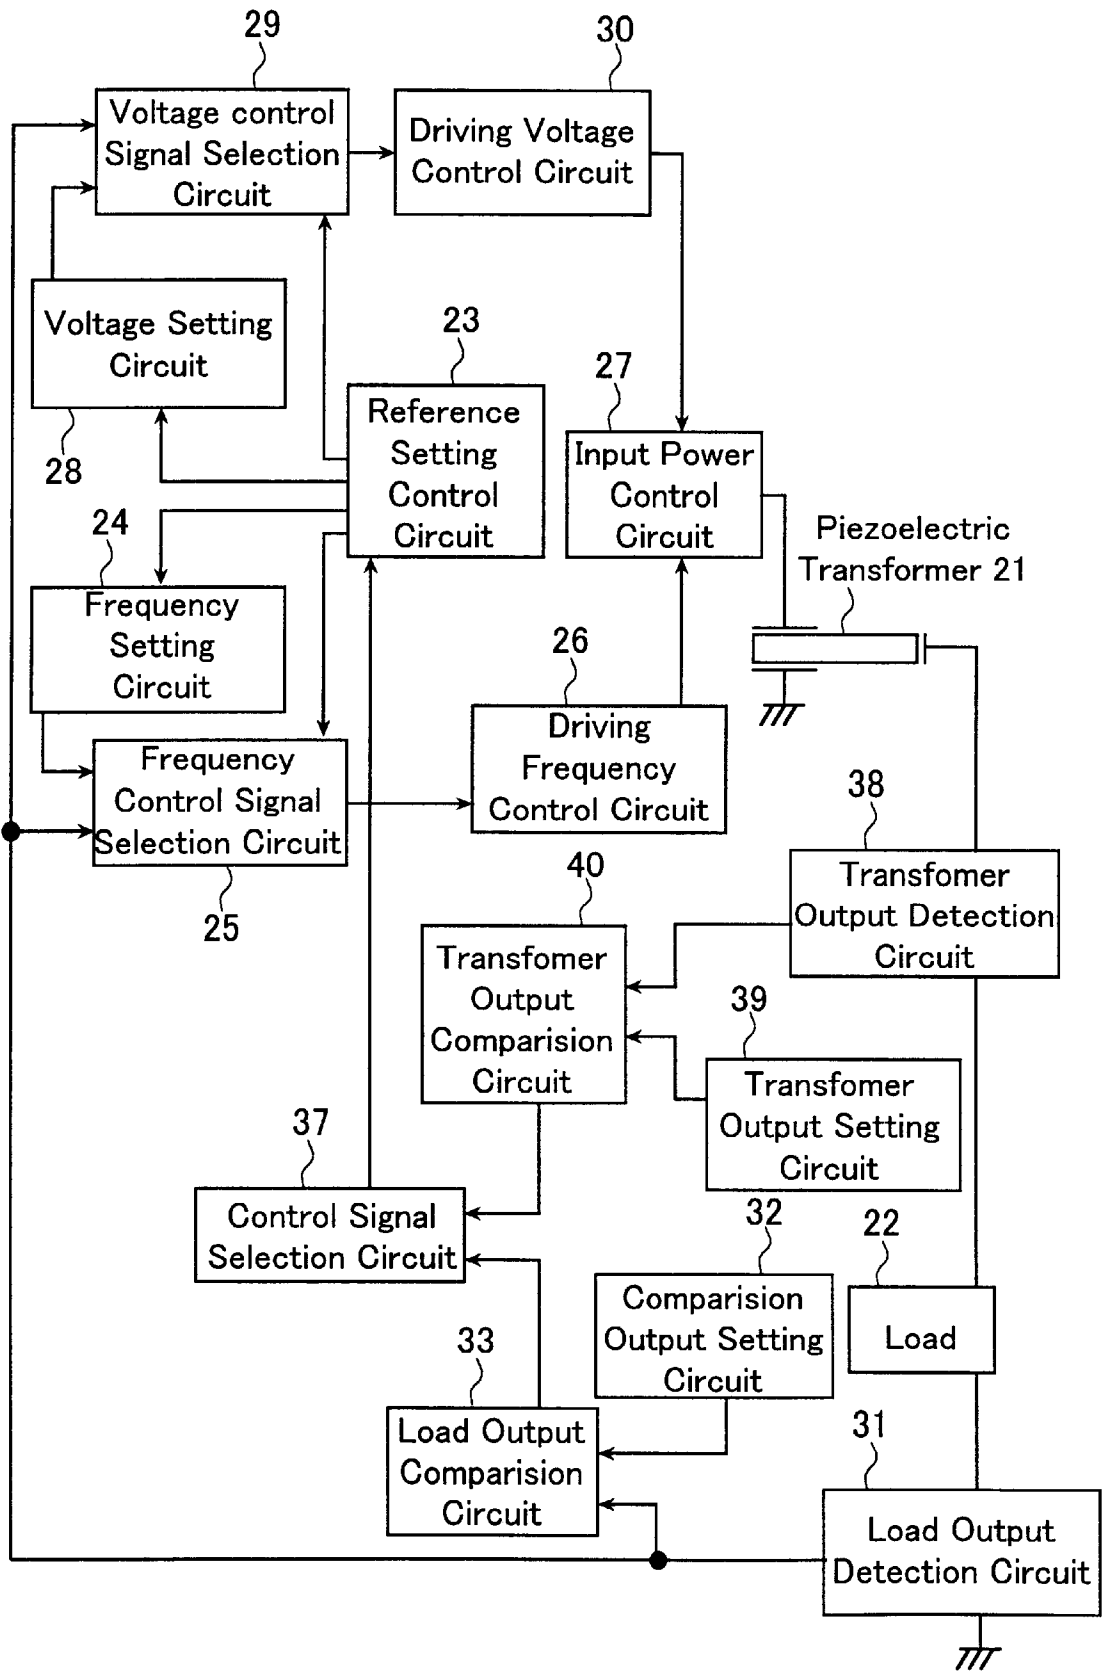 29
30
Voltage control
Signal Selection
Circuit
Driving Voltage
Control Circuit
Voltage Setting
Circuit
28
23
Reference
Setting
Control
Circuit
27
Input Power
Control
Circuit
Piezoelectric
Transformer 21
24
Frequency
Setting
Circuit
26
Driving
Frequency
Control Circuit
Frequency
Control Signal
Selection Circuit
25
38
Transfomer
Output Detection
Circuit
40
Transfomer
Output
Comparision
Circuit
39
Transfomer
Output Setting
Circuit
37
Control Signal
Selection Circuit
32
Comparision
Output Setting
Circuit
22
Load
33
Load Output
Comparision
Circuit
31
Load Output
Detection Circuit